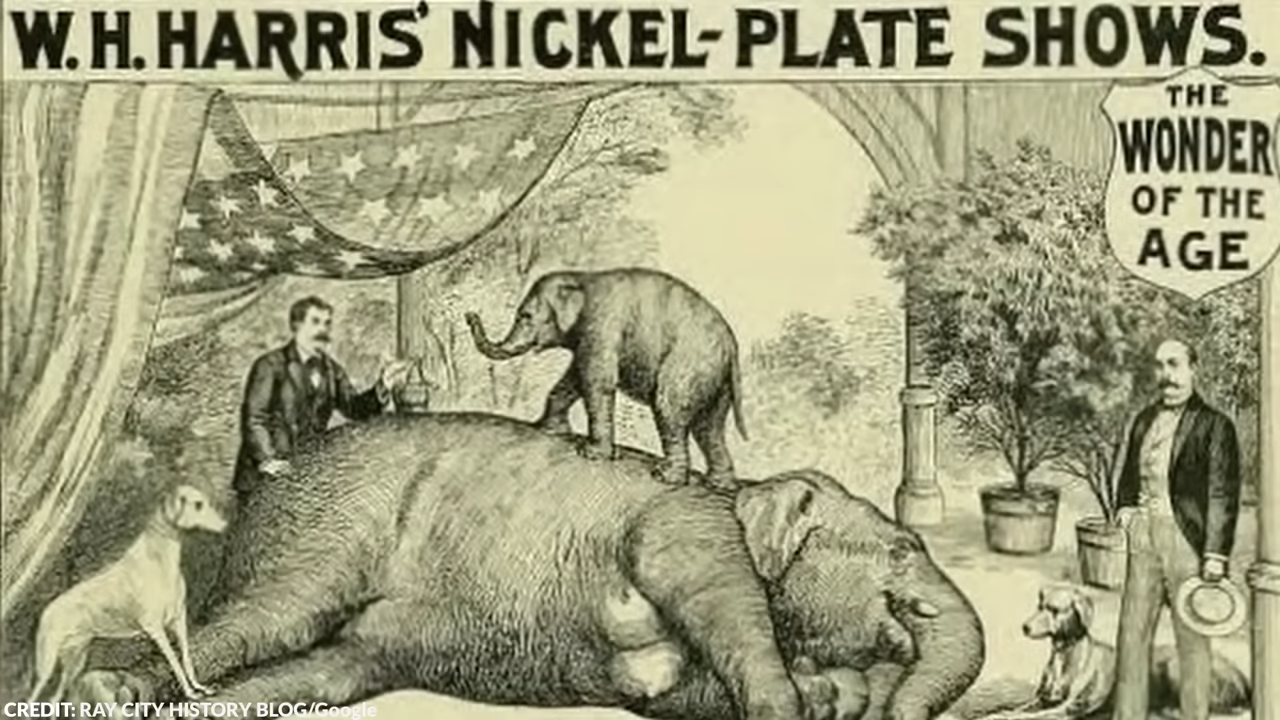 W. H. HARRIS' NICKEL-PLATE SHOWS.
THE
WONDER
OF THE
AGE
CREDIT: RAY CITY HISTORY BLOG/Google